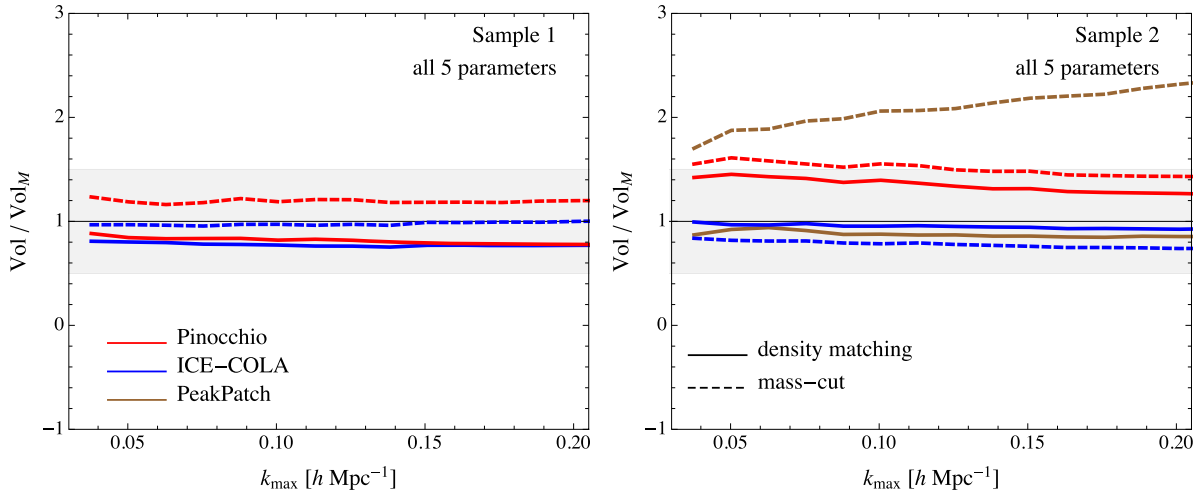 Sample 1
all 5 parameters
3
2
1
0
−1
Vol / Vol_M
Pinocchio
ICE−COLA
PeakPatch
0.05 0.10 0.15 0.20
k_max [h Mpc⁻¹]
Sample 2
all 5 parameters
3
2
1
0
−1
Vol / Vol_M
density matching
mass−cut
0.05 0.10 0.15 0.20
k_max [h Mpc⁻¹]